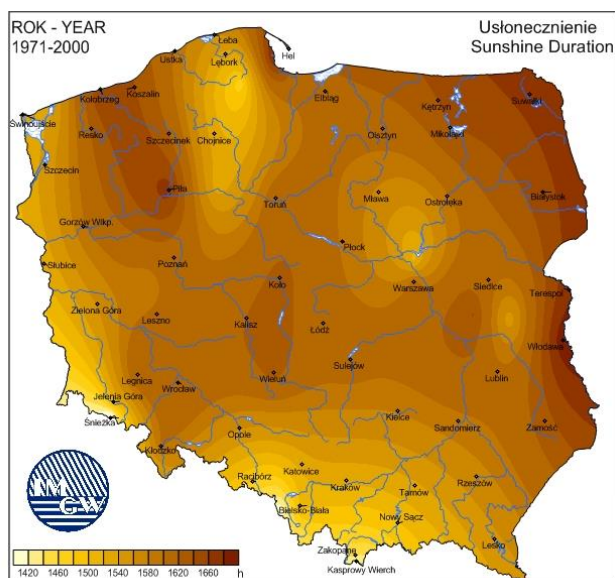 ROK - YEAR
1971-2000
Usłonecznienie
Sunshine Duration
Łeba
Ustka
Lębork
Hel
Kołobrzeg
Koszalin
Elbląg
Kętrzyn
Suwałki
Świnoujście
Resko
Szczecinek
Chojnice
Olsztyn
Mikołajki
Szczecin
Piła
Toruń
Mława
Ostrołęka
Białystok
Gorzów Wlkp.
Płock
Słubice
Poznań
Koło
Warszawa
Siedlce
Terespol
Zielona Góra
Leszno
Kalisz
Łódź
Włodawa
Sulejów
Legnica
Wrocław
Wieluń
Lublin
Jelenia Góra
Śnieżka
Kłodzko
Opole
Kielce
Sandomierz
Zamość
Racibórz
Katowice
Kraków
Tarnów
Rzeszów
Bielsko-Biała
Nowy Sącz
Lesko
Zakopane
Kasprowy Wierch
IMGW
1420 1460 1500 1540 1580 1620 1660 h